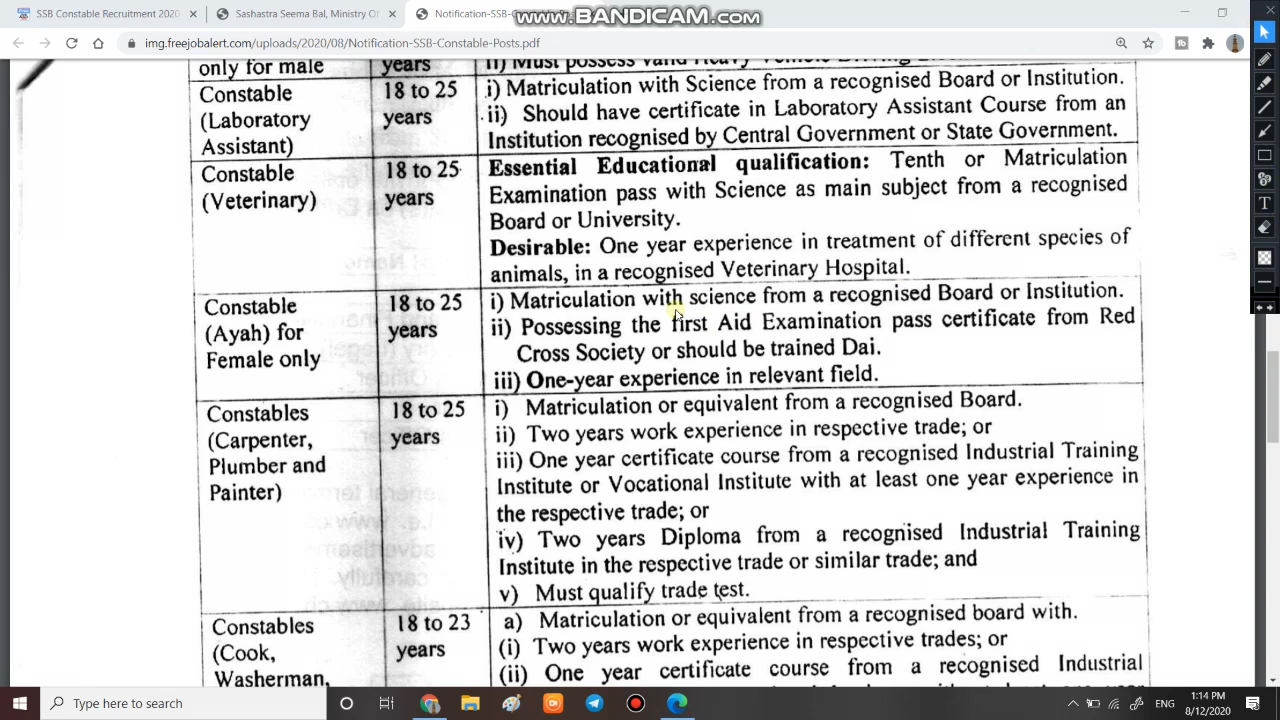 SSB Constable Recruitment 2020
Sashastra Seema Bal, Ministry Of
Notification-SSB-C
www.BANDICAM.com
img.freejobalert.com/uploads/2020/08/Notification-SSB-Constable-Posts.pdf
only for male
years
ii) Must possess valid Heavy Vehicle Driving
Constable
(Laboratory
Assistant)
18 to 25
years
i) Matriculation with Science from a recognised Board or Institution.
ii) Should have certificate in Laboratory Assistant Course from an
Institution recognised by Central Government or State Government.
Constable
(Veterinary)
18 to 25
years
Essential Educational qualification: Tenth or Matriculation
Examination pass with Science as main subject from a recognised
Board or University.
Desirable: One year experience in treatment of different species of
animals, in a recognised Veterinary Hospital.
Constable
(Ayah) for
Female only
18 to 25
years
i) Matriculation with science from a recognised Board or Institution.
ii) Possessing the first Aid Examination pass certificate from Red
Cross Society or should be trained Dai.
iii) One-year experience in relevant field.
Constables
(Carpenter,
Plumber and
Painter)
18 to 25
years
i) Matriculation or equivalent from a recognised Board.
ii) Two years work experience in respective trade; or
iii) One year certificate course from a recognised Industrial Training
Institute or Vocational Institute with at least one year experience in
the respective trade; or
iv) Two years Diploma from a recognised Industrial Training
Institute in the respective trade or similar trade; and
v) Must qualify trade test.
Constables
(Cook,
Washerman,
18 to 23
years
a) Matriculation or equivalent from a recognised board with.
(i) Two years work experience in respective trades; or
(ii) One year certificate course from a recognised Industrial
Type here to search
ENG
1:14 PM
8/12/2020